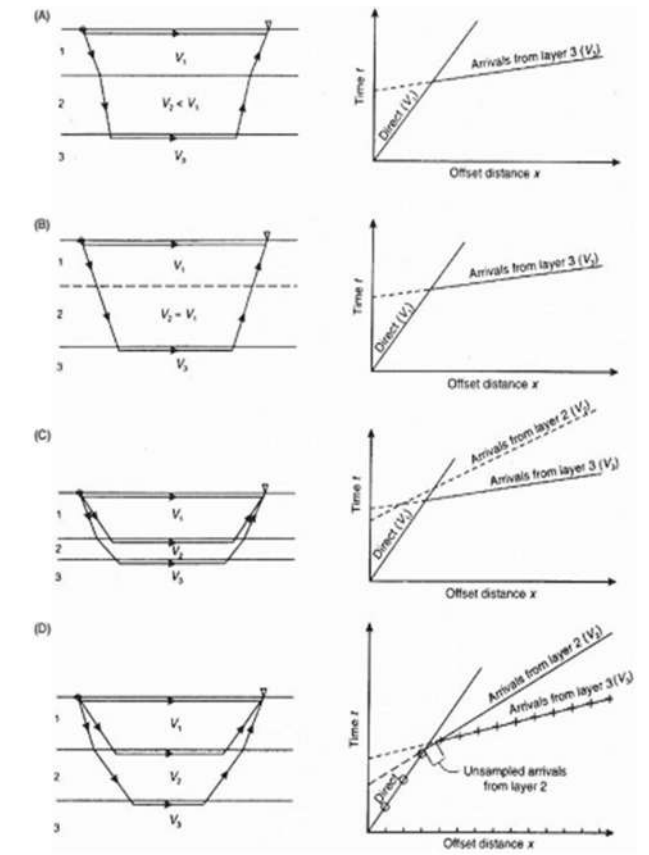 (A)
1
V₁
2
V₂ < V₁
3
V₃
Time t
Direct (V₁)
Arrivals from layer 3 (V₃)
Offset distance x
(B)
1
V₁
2
V₂ = V₁
3
V₃
Time t
Direct (V₁)
Arrivals from layer 3 (V₃)
Offset distance x
(C)
1
V₁
2
V₂
3
V₃
Time t
Direct (V₁)
Arrivals from layer 2 (V₂)
Arrivals from layer 3 (V₃)
Offset distance x
(D)
1
V₁
2
V₂
3
V₃
Time t
Direct
Arrivals from layer 2 (V₂)
Arrivals from layer 3 (V₃)
Unsampled arrivals
from layer 2
Offset distance x